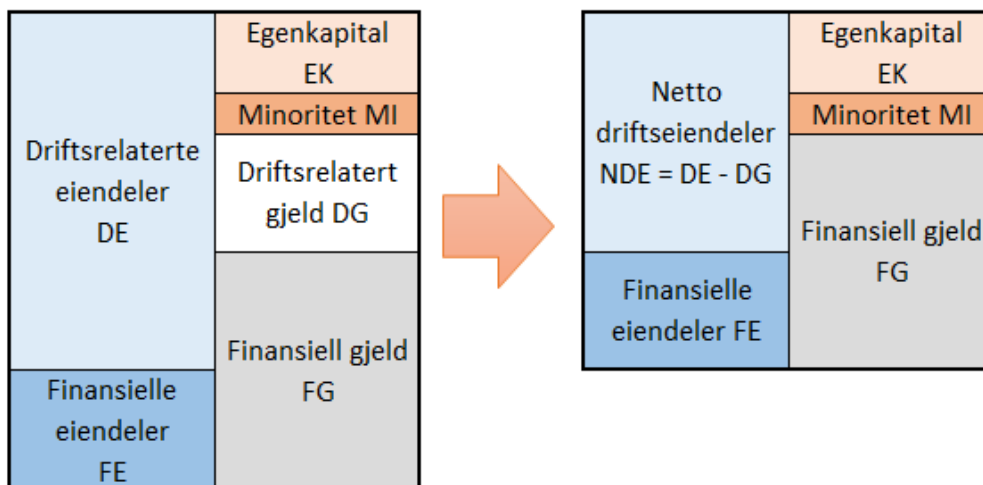 Driftsrelaterte
eiendeler
DE
Finansielle
eiendeler
FE
Egenkapital
EK
Minoritet MI
Driftsrelatert
gjeld DG
Finansiell gjeld
FG
Netto
driftseiendeler
NDE = DE - DG
Finansielle
eiendeler FE
Egenkapital
EK
Minoritet MI
Finansiell gjeld
FG